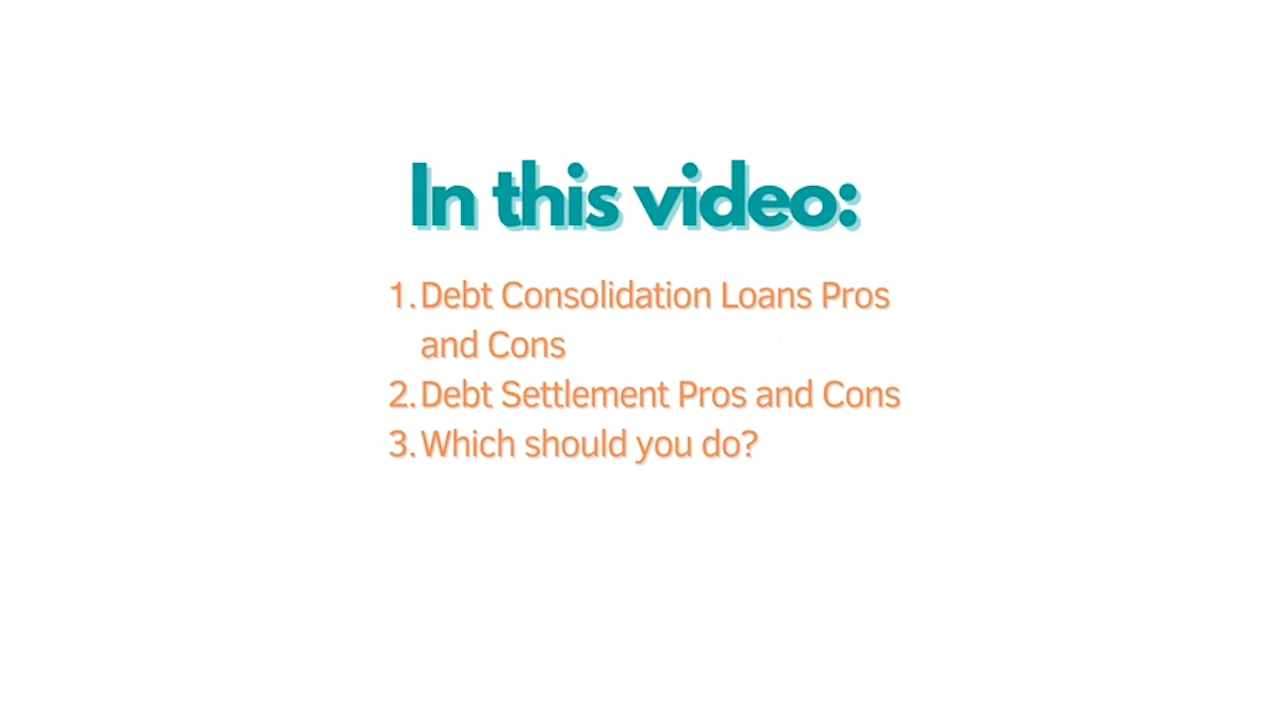 In this video:
1. Debt Consolidation Loans Pros
and Cons
2. Debt Settlement Pros and Cons
3. Which should you do?